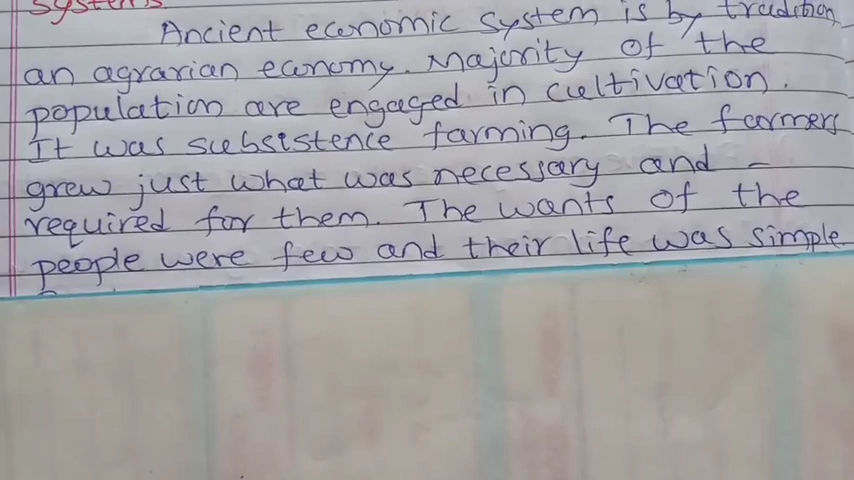 systems
Ancient economic system is by tradition
an agrarian economy. Majority of the
population are engaged in cultivation.
It was subsistence farming. The farmers
grew just what was necessary and -
required for them. The wants of the
people were few and their life was simple